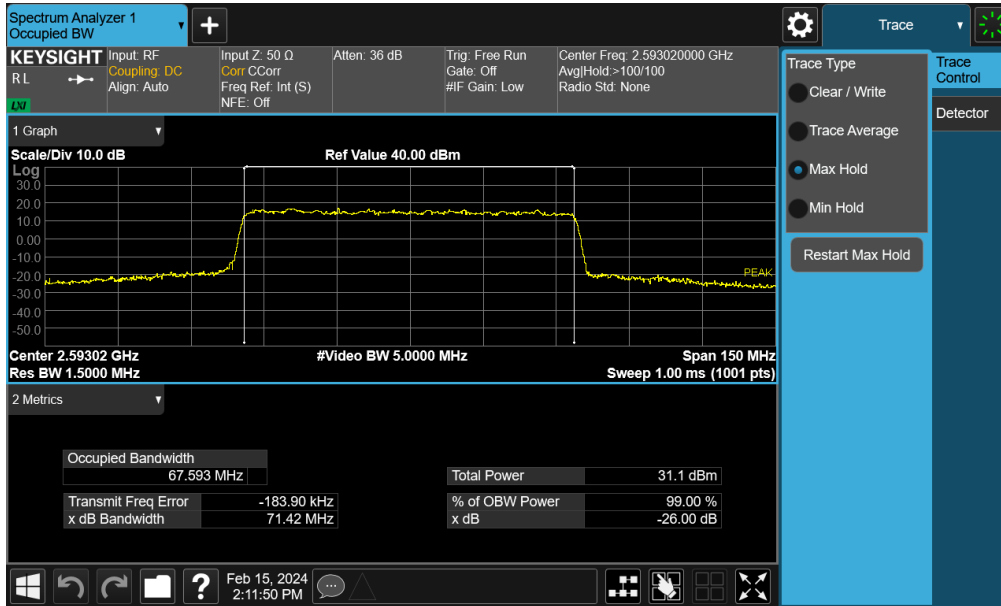 Spectrum Analyzer 1
Occupied BW
+
Trace
KEYSIGHT
RL
LXI
Input: RF
Coupling: DC
Align: Auto
Input Z: 50 Ω
Corr CCorr
Freq Ref: Int (S)
NFE: Off
Atten: 36 dB
Trig: Free Run
Gate: Off
#IF Gain: Low
Center Freq: 2.593020000 GHz
Avg|Hold:>100/100
Radio Std: None
1 Graph
Scale/Div 10.0 dB
Ref Value 40.00 dBm
Log
30.0
20.0
10.0
0.00
-10.0
-20.0
-30.0
-40.0
-50.0
PEAK
Center 2.59302 GHz
#Video BW 5.0000 MHz
Span 150 MHz
Res BW 1.5000 MHz
Sweep 1.00 ms (1001 pts)
2 Metrics
Occupied Bandwidth
67.593 MHz
Transmit Freq Error -183.90 kHz
x dB Bandwidth 71.42 MHz
Total Power 31.1 dBm
% of OBW Power 99.00 %
x dB -26.00 dB
Trace Type
Clear / Write
Trace Average
Max Hold
Min Hold
Restart Max Hold
Trace
Control
Detector
?
Feb 15, 2024
2:11:50 PM